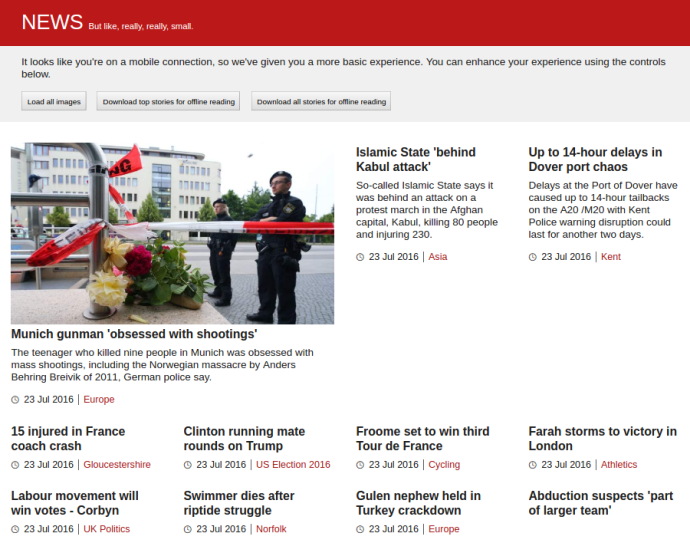 NEWS But like, really, really, small.
It looks like you're on a mobile connection, so we've given you a more basic experience. You can enhance your experience using the controls
below.
Load all images
Download top stories for offline reading
Download all stories for offline reading
Munich gunman 'obsessed with shootings'
The teenager who killed nine people in Munich was obsessed with
mass shootings, including the Norwegian massacre by Anders
Behring Breivik of 2011, German police say.
23 Jul 2016 | Europe
Islamic State 'behind
Kabul attack'
So-called Islamic State says it
was behind an attack on a
protest march in the Afghan
capital, Kabul, killing 80 people
and injuring 230.
23 Jul 2016 | Asia
Up to 14-hour delays in
Dover port chaos
Delays at the Port of Dover have
caused up to 14-hour tailbacks
on the A20 /M20 with Kent
Police warning disruption could
last for another two days.
23 Jul 2016 | Kent
15 injured in France
coach crash
23 Jul 2016 | Gloucestershire
Clinton running mate
rounds on Trump
23 Jul 2016 | US Election 2016
Froome set to win third
Tour de France
23 Jul 2016 | Cycling
Farah storms to victory in
London
23 Jul 2016 | Athletics
Labour movement will
win votes - Corbyn
23 Jul 2016 | UK Politics
Swimmer dies after
riptide struggle
23 Jul 2016 | Norfolk
Gulen nephew held in
Turkey crackdown
23 Jul 2016 | Europe
Abduction suspects 'part
of larger team'